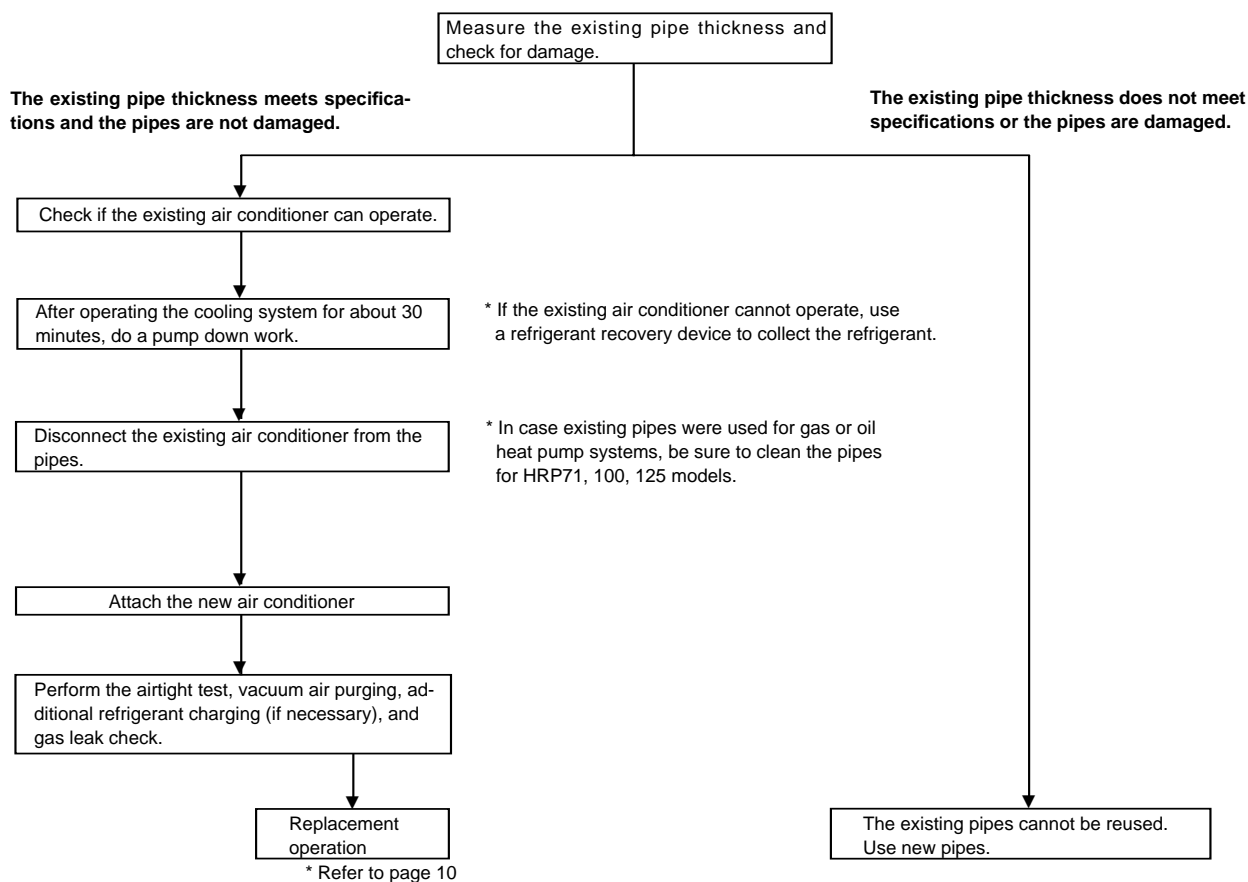 Measure the existing pipe thickness and
check for damage.
The existing pipe thickness meets specifica-
tions and the pipes are not damaged.
The existing pipe thickness does not meet
specifications or the pipes are damaged.
Check if the existing air conditioner can operate.
After operating the cooling system for about 30
minutes, do a pump down work.
* If the existing air conditioner cannot operate, use
a refrigerant recovery device to collect the refrigerant.
Disconnect the existing air conditioner from the
pipes.
* In case existing pipes were used for gas or oil
heat pump systems, be sure to clean the pipes
for HRP71, 100, 125 models.
Attach the new air conditioner
Perform the airtight test, vacuum air purging, ad-
ditional refrigerant charging (if necessary), and
gas leak check.
Replacement
operation
* Refer to page 10
The existing pipes cannot be reused.
Use new pipes.